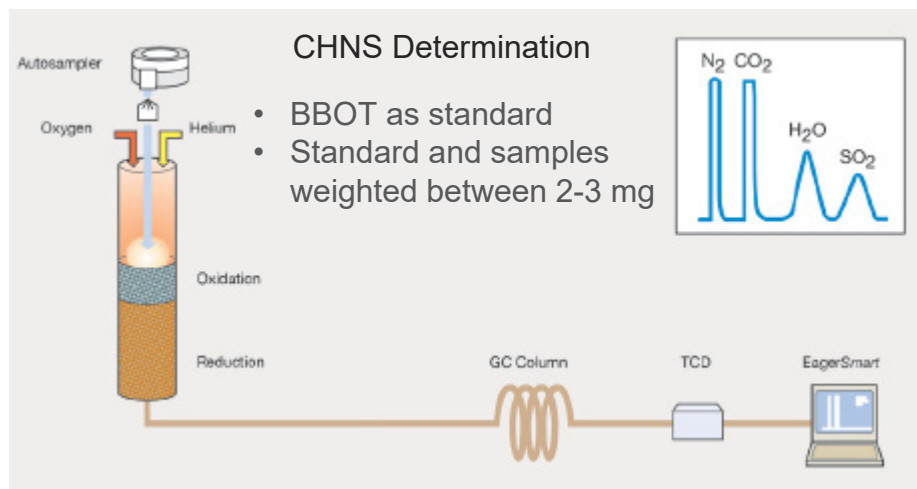 CHNS Determination
Autosampler
• BBOT as standard
• Standard and samples
weighted between 2-3 mg
Oxygen
Helium
N₂ CO₂
H₂O
SO₂
Oxidation
Reduction
GC Column
TCD
EagerSmart